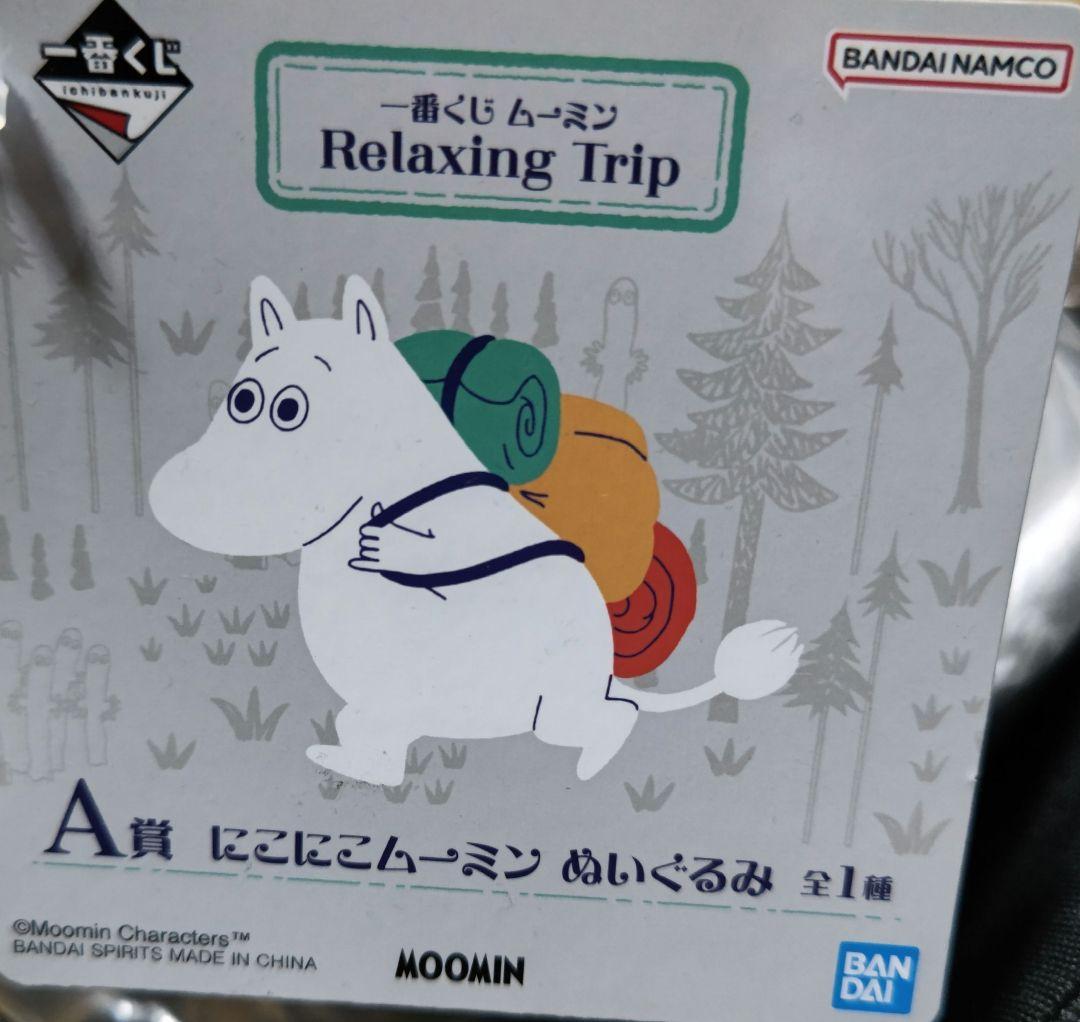 一番くじ
ichibankuji
BANDAI NAMCO
一番くじ ムーミン
Relaxing Trip
A賞 にこにこムーミン ぬいぐるみ 全1種
©Moomin Characters™
BANDAI SPIRITS MADE IN CHINA
MOOMIN
BAN
DAI